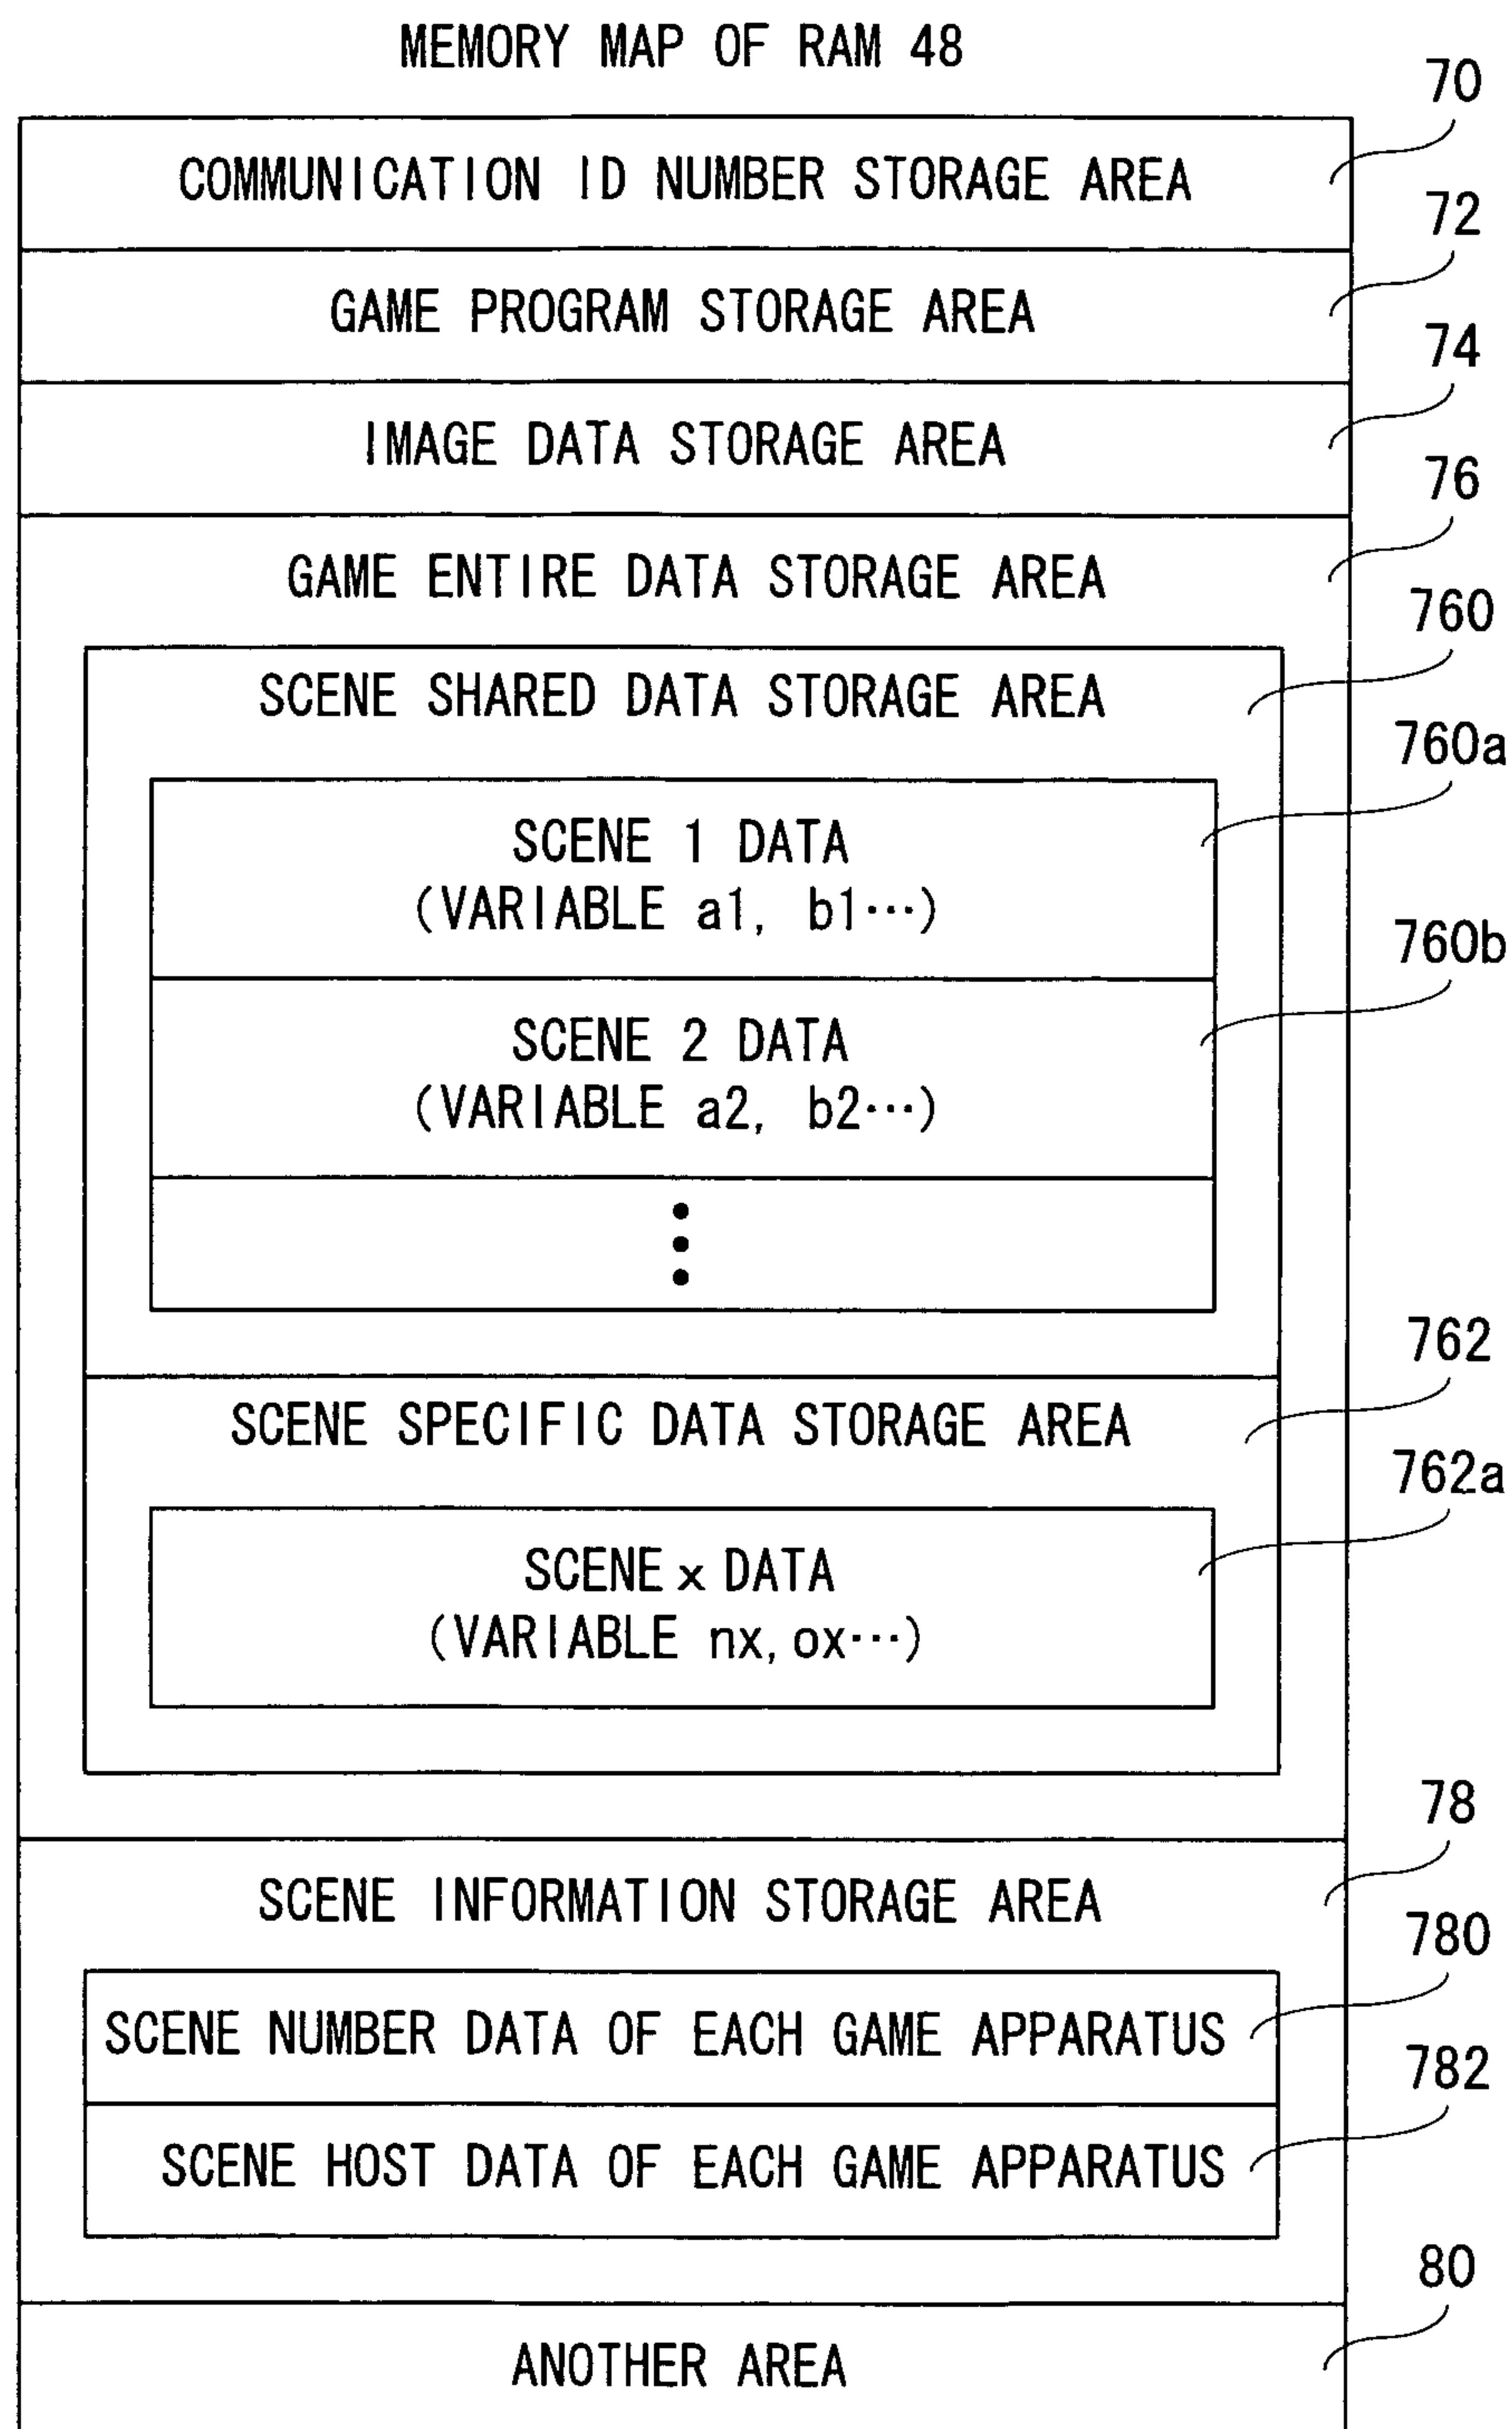 MEMORY MAP OF RAM 48
70
COMMUNICATION ID NUMBER STORAGE AREA
72
GAME PROGRAM STORAGE AREA
74
IMAGE DATA STORAGE AREA
76
GAME ENTIRE DATA STORAGE AREA
760
SCENE SHARED DATA STORAGE AREA
760a
SCENE 1 DATA
(VARIABLE a1, b1···)
760b
SCENE 2 DATA
(VARIABLE a2, b2···)
762
SCENE SPECIFIC DATA STORAGE AREA
762a
SCENE x DATA
(VARIABLE nx, ox···)
78
SCENE INFORMATION STORAGE AREA
780
SCENE NUMBER DATA OF EACH GAME APPARATUS
782
SCENE HOST DATA OF EACH GAME APPARATUS
80
ANOTHER AREA